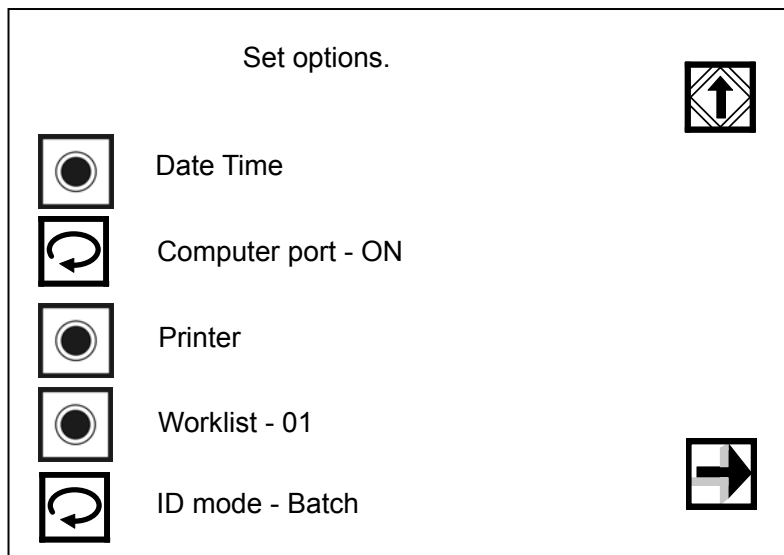 Set options.
Date Time
Computer port - ON
Printer
Worklist - 01
ID mode - Batch